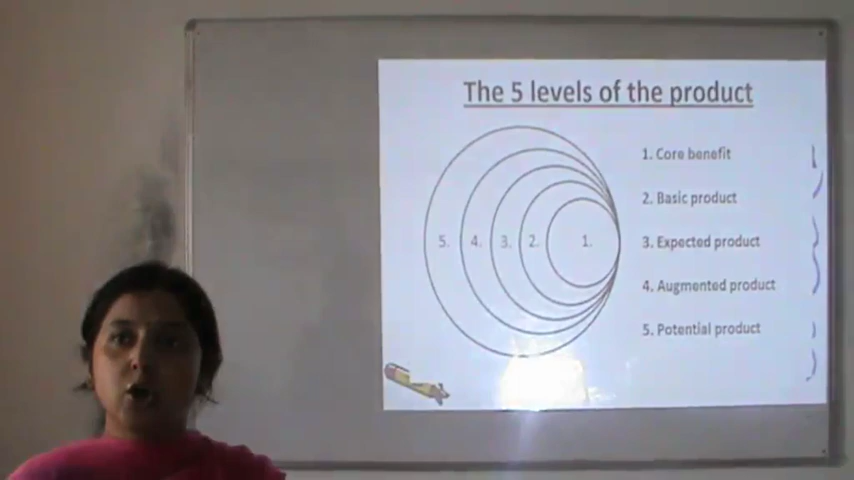 The 5 levels of the product
1. Core benefit
2. Basic product
3. Expected product
4. Augmented product
5. Potential product
5. 4. 3. 2. 1.